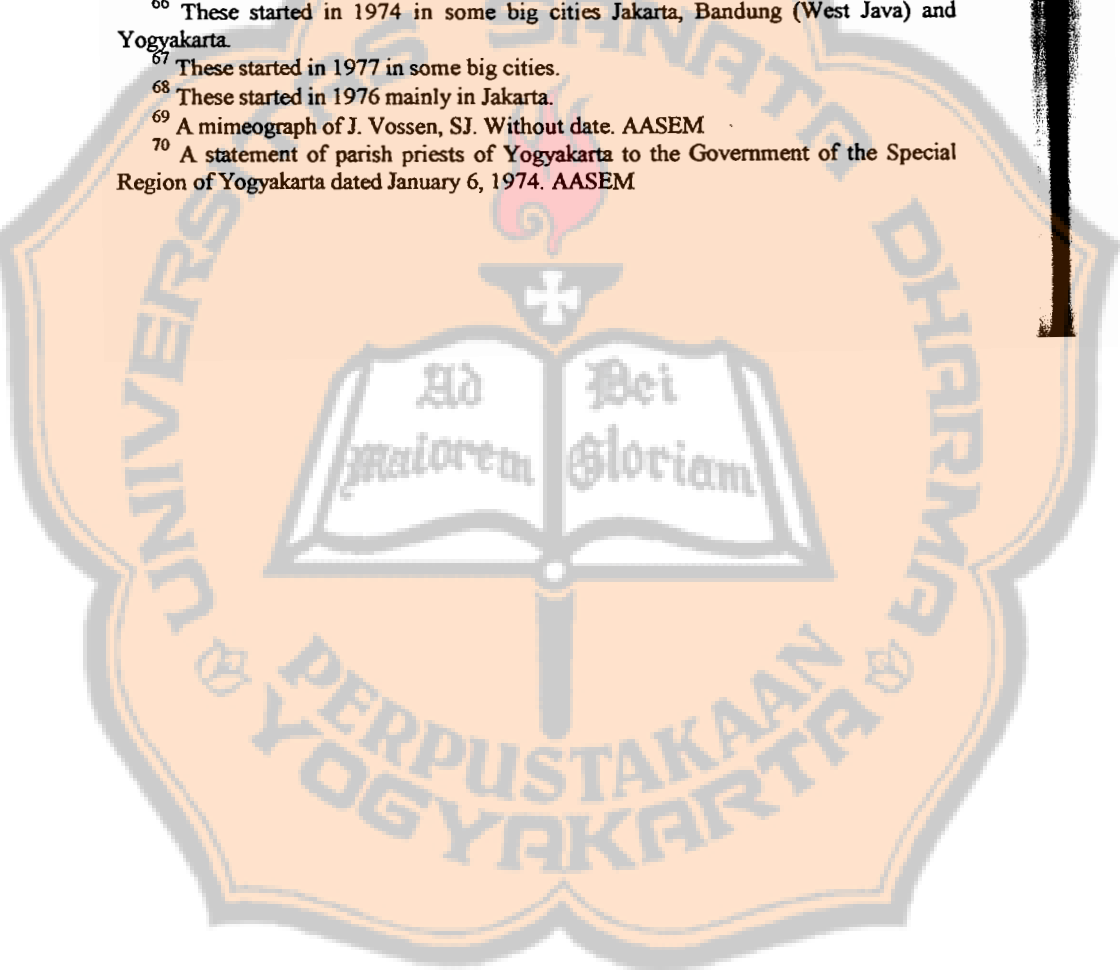 66 These started in 1974 in some big cities Jakarta, Bandung (West Java) and
Yogyakarta.
67 These started in 1977 in some big cities.
68 These started in 1976 mainly in Jakarta.
69 A mimeograph of J. Vossen, SJ. Without date. AASEM
70 A statement of parish priests of Yogyakarta to the Government of the Special
Region of Yogyakarta dated January 6, 1974. AASEM
UNIVERSITAS SANATA DHARMA
Ad Dei
Maiorem Gloriam
PERPUSTAKAAN
YOGYAKARTA